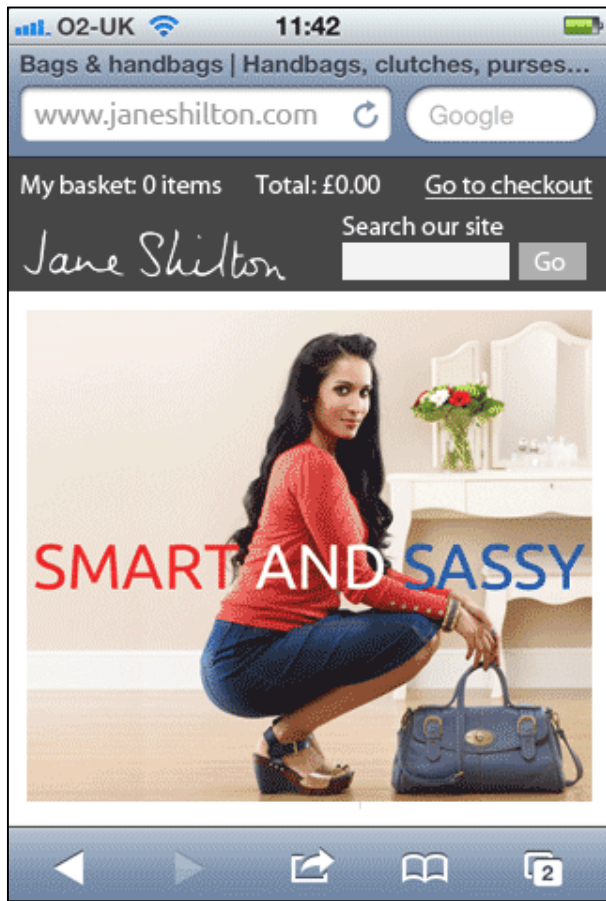 O2-UK 11:42
Bags & handbags | Handbags, clutches, purses...
www.janeshilton.com Google
My basket: 0 items Total: £0.00 Go to checkout
Jane Shilton
Search our site
Go
SMART AND SASSY
2